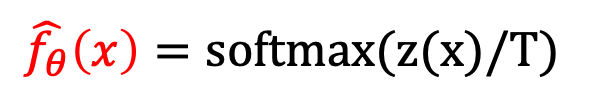 f̂_θ(x) = softmax(z(x)/T)